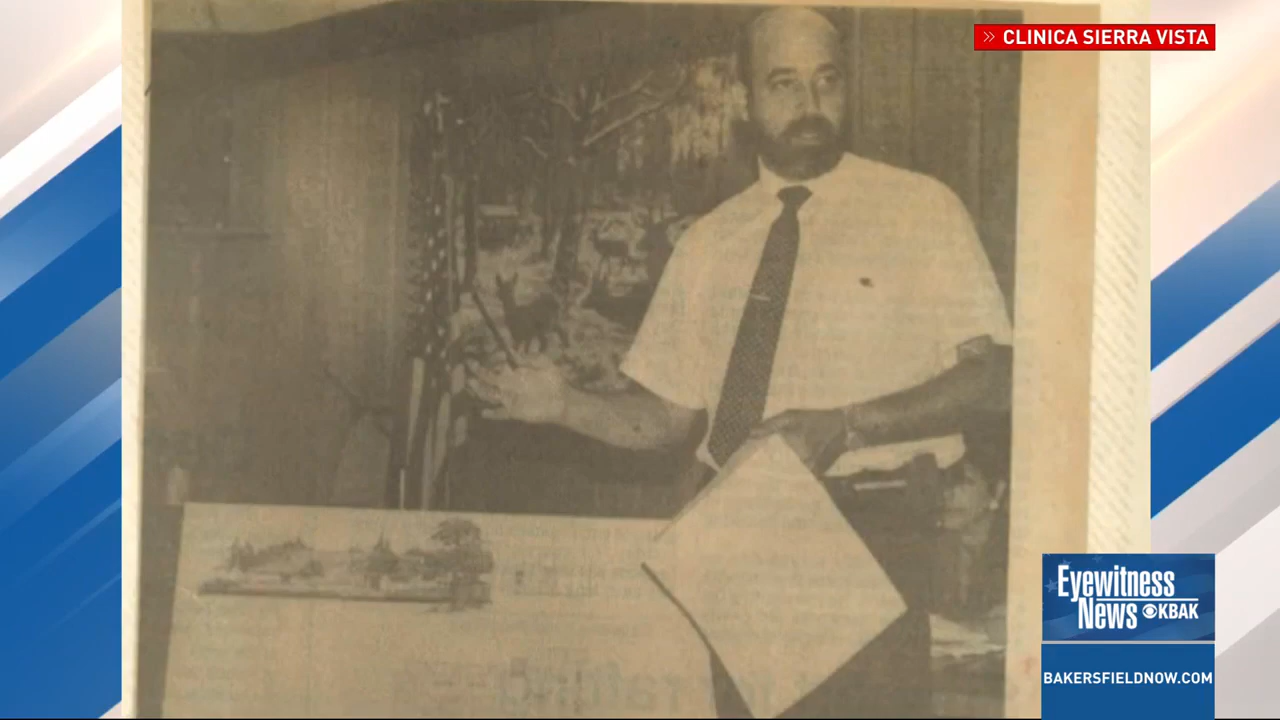 CLINICA SIERRA VISTA
Eyewitness
News KBAK
BAKERSFIELDNOW.COM